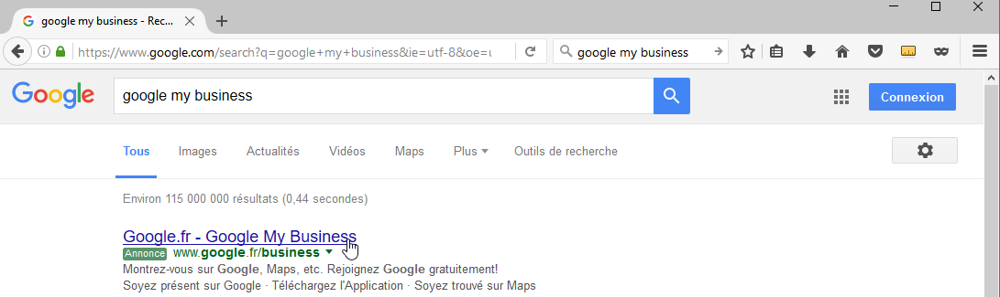 google my business - Rec...
https://www.google.com/search?q=google+my+business&ie=utf-8&oe=u
google my business
Google
google my business
Connexion
Tous Images Actualités Vidéos Maps Plus Outils de recherche
Environ 115 000 000 résultats (0,44 secondes)
Google.fr - Google My Business
Annonce www.google.fr/business
Montrez-vous sur Google, Maps, etc. Rejoignez Google gratuitement!
Soyez présent sur Google · Téléchargez l'Application · Soyez trouvé sur Maps